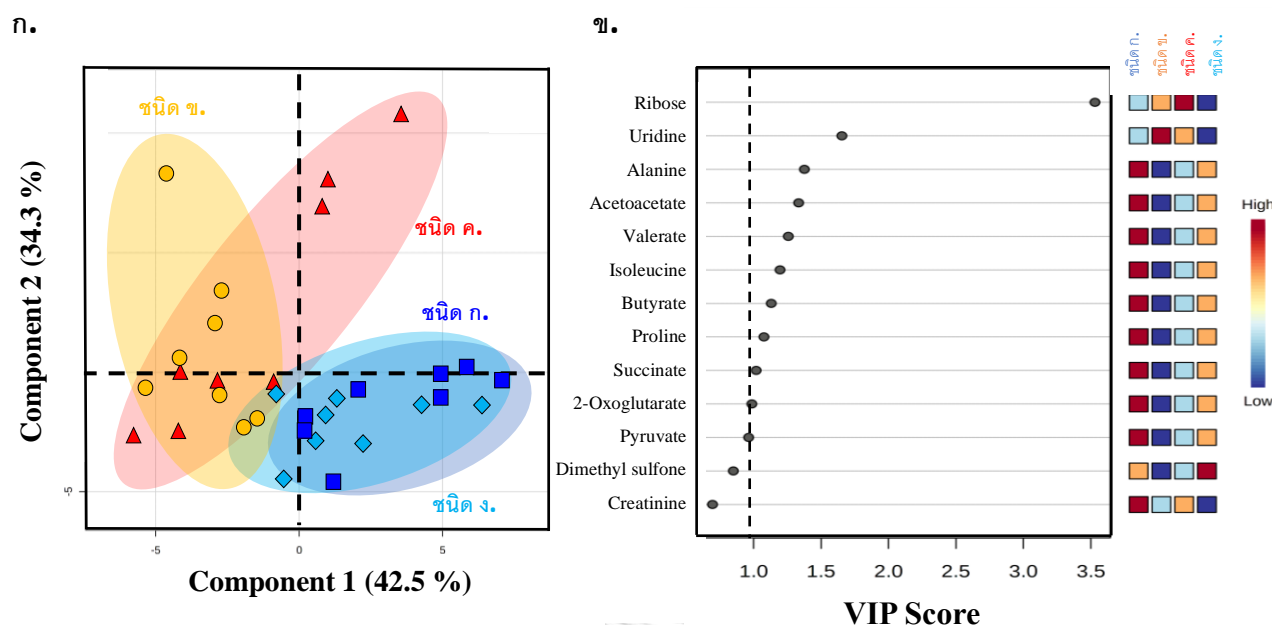 ก.
ชนิด ข.
ชนิด ค.
ชนิด ก.
ชนิด ง.
Component 2 (34.3 %)
-5
-5
0
5
Component 1 (42.5 %)
ข.
ชนิด ก.
ชนิด ข.
ชนิด ค.
ชนิด ง.
Ribose
Uridine
Alanine
Acetoacetate
Valerate
Isoleucine
Butyrate
Proline
Succinate
2-Oxoglutarate
Pyruvate
Dimethyl sulfone
Creatinine
High
Low
1.0 1.5 2.0 2.5 3.0 3.5
VIP Score